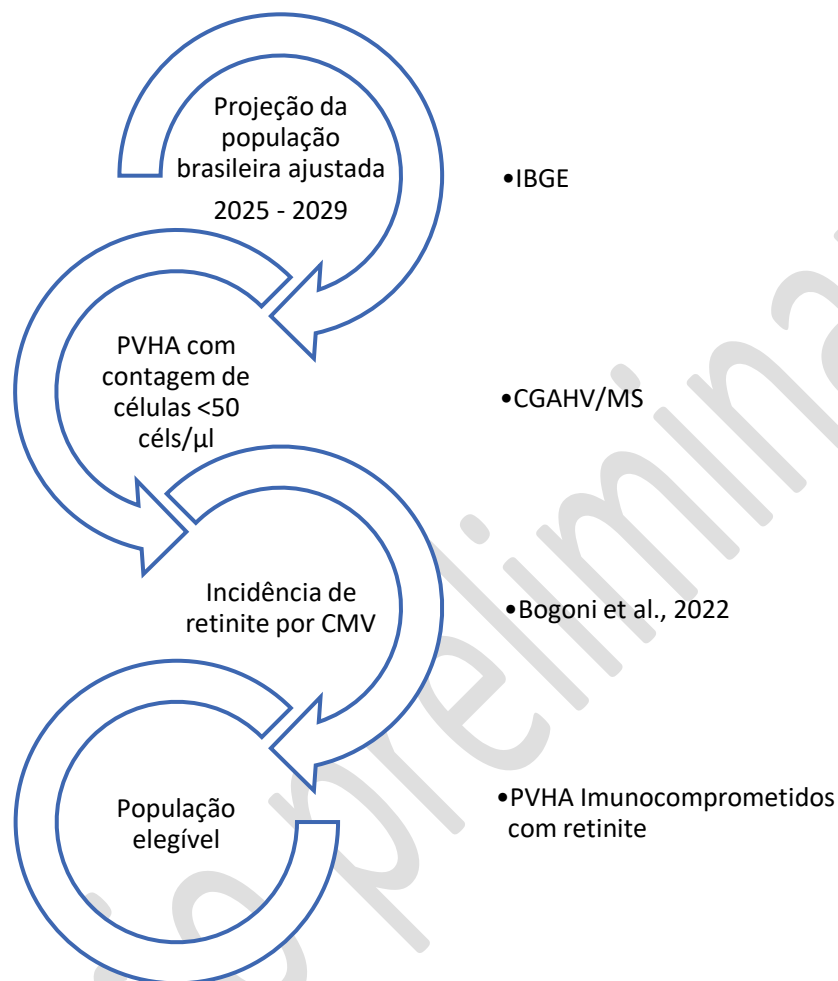 Projeção da
população
brasileira ajustada
2025 - 2029
•IBGE
PVHA com
contagem de
células <50
céls/µl
•CGAHV/MS
Incidência de
retinite por CMV
•Bogoni et al., 2022
População
elegível
•PVHA Imunocomprometidos
com retinite